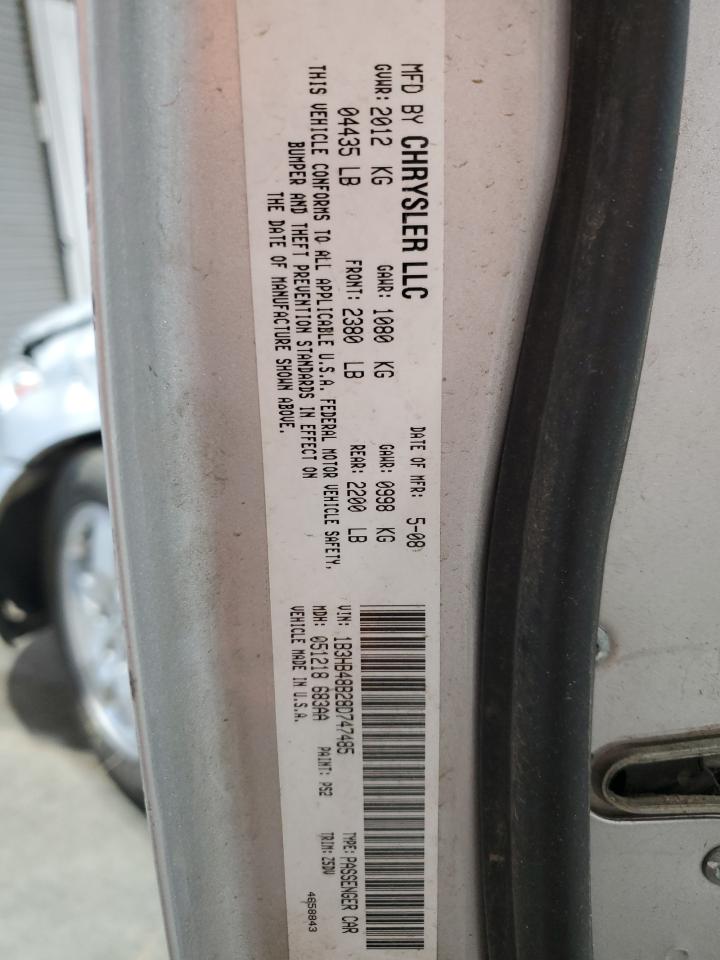 MFD BY CHRYSLER LLC
DATE OF MFR: 5-08
GVWR: 2012 KG
GAWR: 1080 KG
GAWR: 0998 KG
04435 LB
FRONT: 2380 LB
REAR: 2200 LB
THIS VEHICLE CONFORMS TO ALL APPLICABLE U.S.A. FEDERAL MOTOR VEHICLE SAFETY,
BUMPER AND THEFT PREVENTION STANDARDS IN EFFECT ON
THE DATE OF MANUFACTURE SHOWN ABOVE.
VIN: 1B3HB48B28D747485
TYPE: PASSENGER CAR
MDH: 051218 683AA
PAINT: PS2
TRIM: Z5DV
VEHICLE MADE IN U.S.A.
4658843